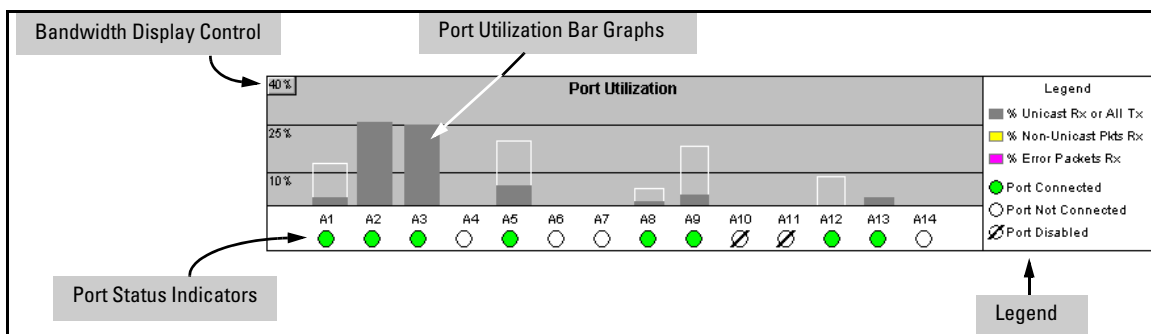 Bandwidth Display Control
Port Utilization Bar Graphs
40%
Port Utilization
25%
10%
A1 A2 A3 A4 A5 A6 A7 A8 A9 A10 A11 A12 A13 A14
Legend
% Unicast Rx or All Tx
% Non-Unicast Pkts Rx
% Error Packets Rx
Port Connected
Port Not Connected
Port Disabled
Port Status Indicators
Legend